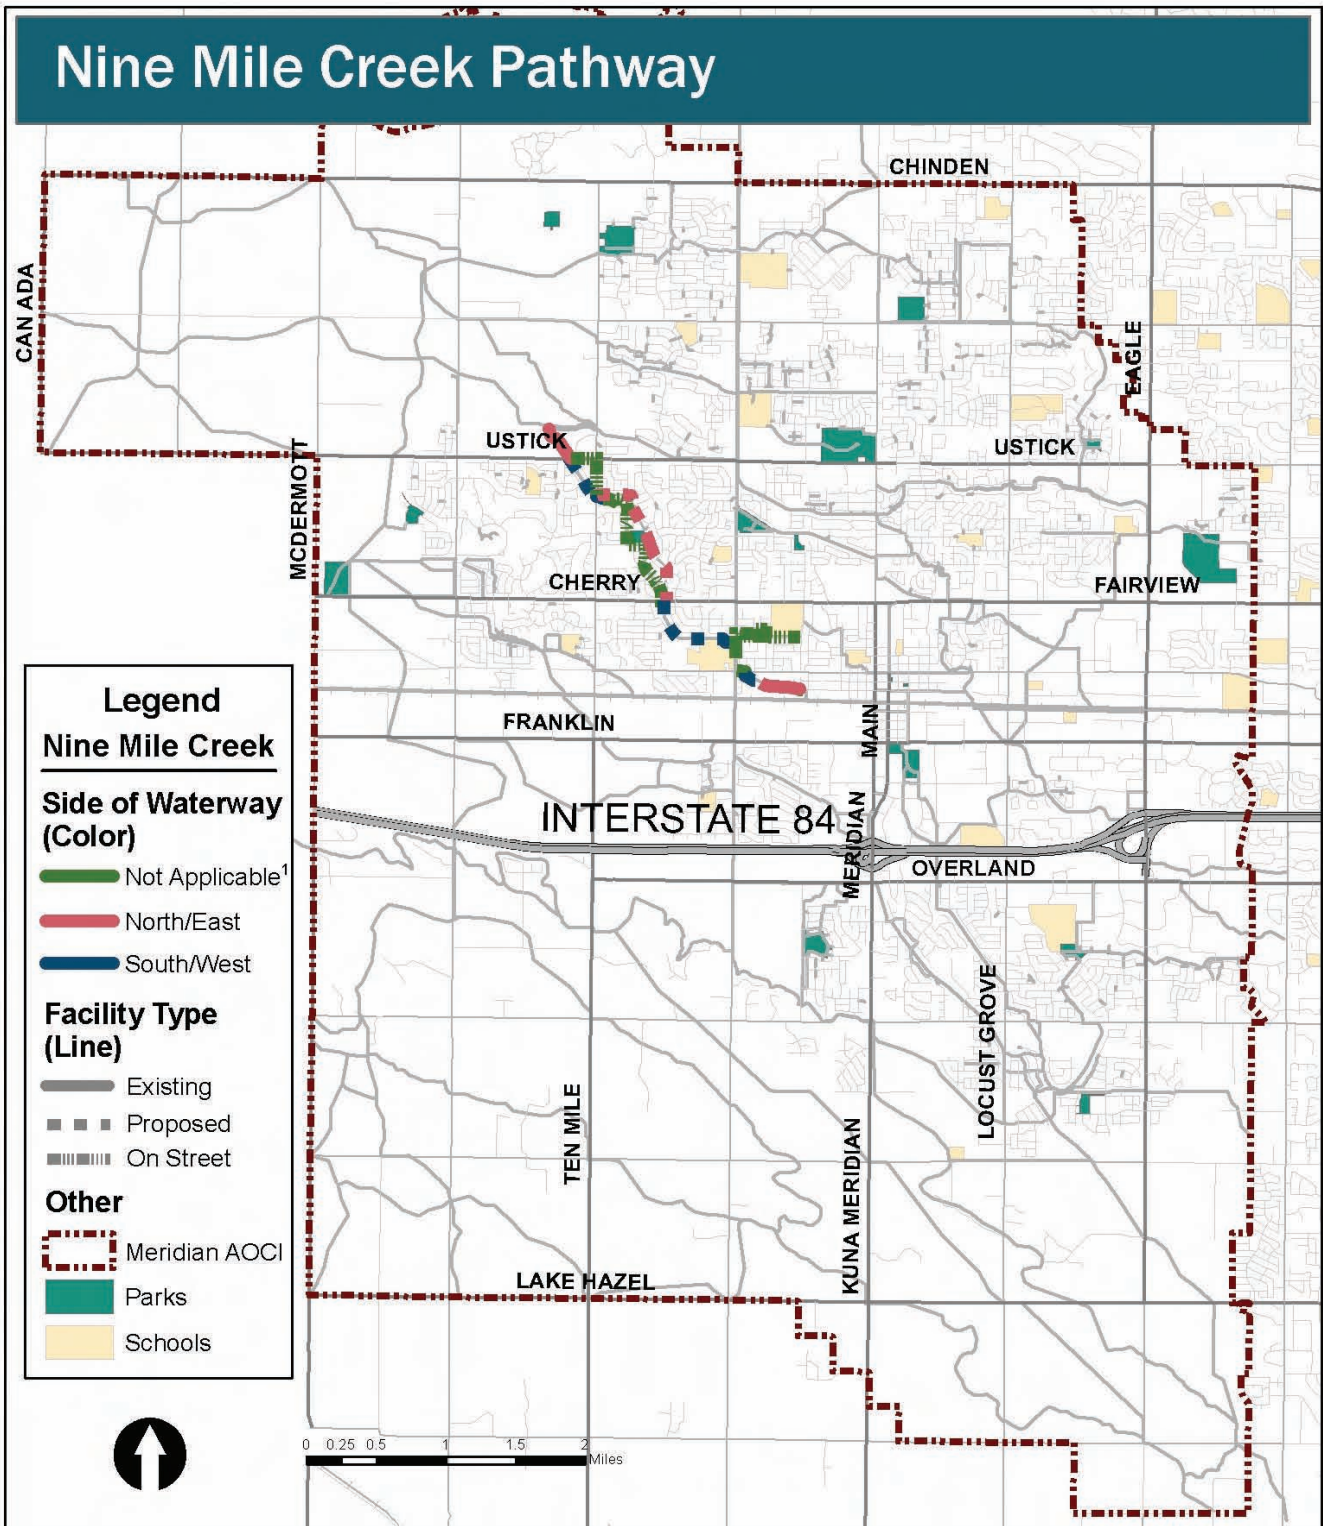 Nine Mile Creek Pathway
CHINDEN
CAN ADA
EAGLE
USTICK
USTICK
MCDERMOTT
CHERRY
FAIRVIEW
FRANKLIN
MAIN
INTERSTATE 84
MERIDIAN
OVERLAND
LOCUST GROVE
TEN MILE
KUNA MERIDIAN
LAKE HAZEL
Legend
Nine Mile Creek
Side of Waterway
(Color)
Not Applicable¹
North/East
South/West
Facility Type
(Line)
Existing
Proposed
On Street
Other
Meridian AOCI
Parks
Schools
0 0.25 0.5 1 1.5 2
Miles